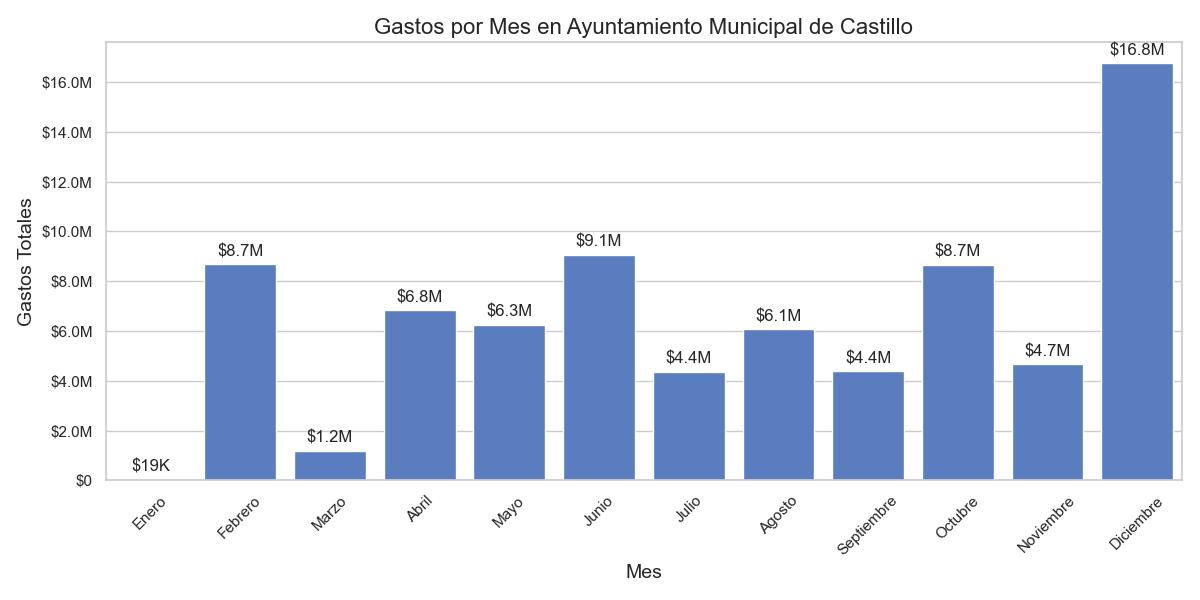 Gastos por Mes en Ayuntamiento Municipal de Castillo
Gastos Totales
$16.0M
$14.0M
$12.0M
$10.0M
$8.0M
$6.0M
$4.0M
$2.0M
$0
$19K
$8.7M
$1.2M
$6.8M
$6.3M
$9.1M
$4.4M
$6.1M
$4.4M
$8.7M
$4.7M
$16.8M
Enero
Febrero
Marzo
Abril
Mayo
Junio
Julio
Agosto
Septiembre
Octubre
Noviembre
Diciembre
Mes